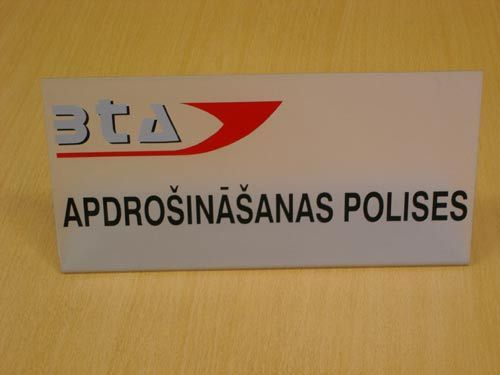 BTA
APDROŠINĀŠANAS POLISES